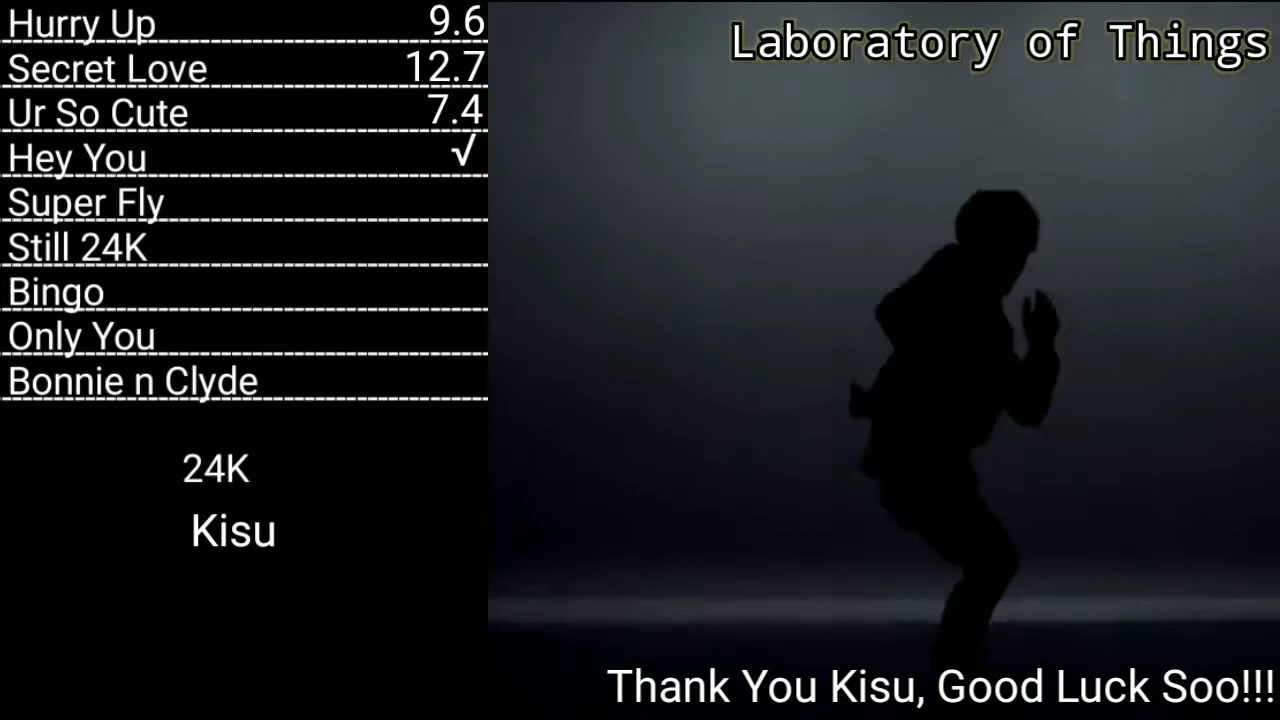 Hurry Up 9.6
Secret Love 12.7
Ur So Cute 7.4
Hey You √
Super Fly
Still 24K
Bingo
Only You
Bonnie n Clyde
24K
Kisu
Laboratory of Things
Thank You Kisu, Good Luck Soo!!!